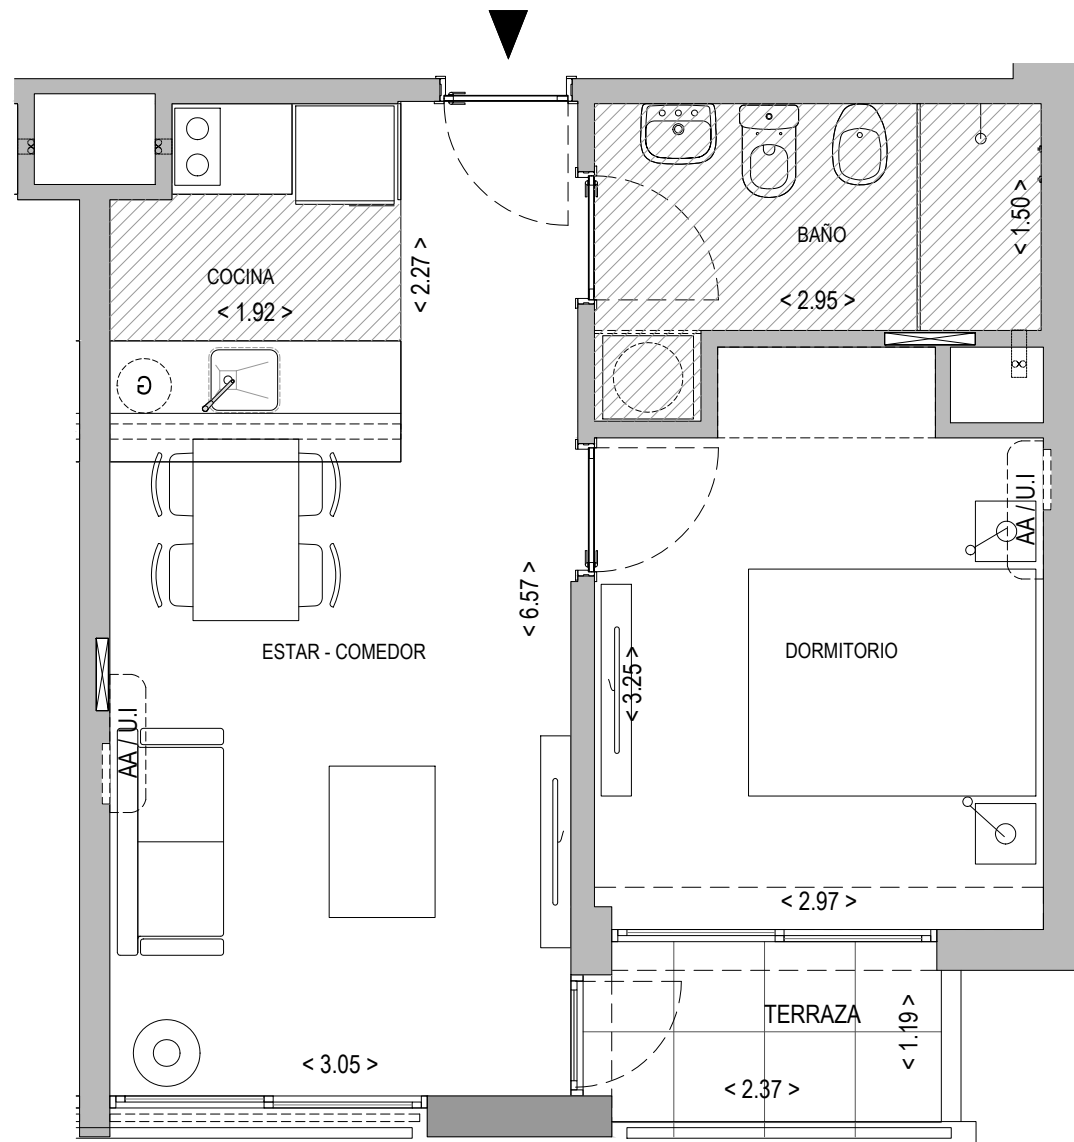 BAÑO
< 1.50 >
< 2.95 >
COCINA
< 1.92 >
< 2.27 >
G
AA / U.I
< 6.57 >
ESTAR - COMEDOR
DORMITORIO
< 3.25 >
AA / U.I
< 2.97 >
TERRAZA
< 1.19 >
< 3.05 >
< 2.37 >